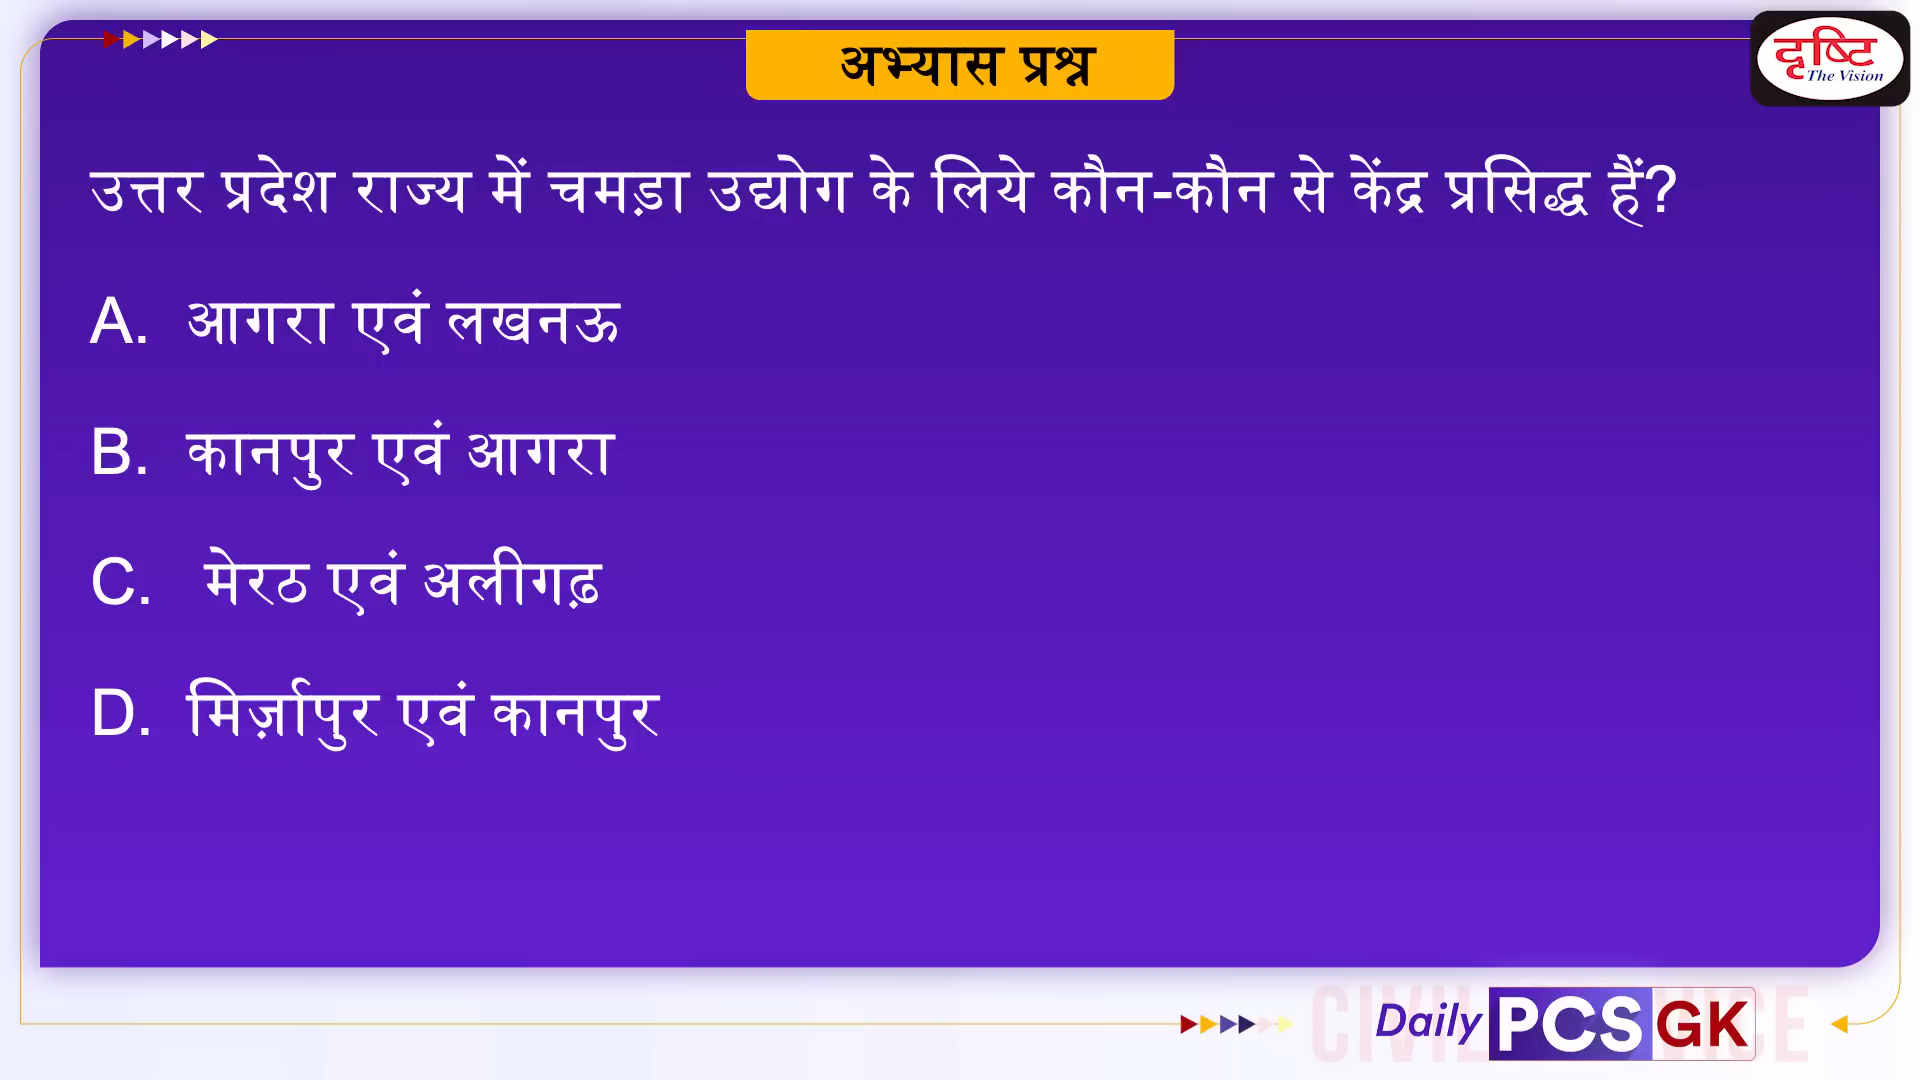 अभ्यास प्रश्न
दृष्टि
The Vision
उत्तर प्रदेश राज्य में चमड़ा उद्योग के लिये कौन-कौन से केंद्र प्रसिद्ध हैं?
A. आगरा एवं लखनऊ
B. कानपुर एवं आगरा
C. मेरठ एवं अलीगढ़
D. मिर्ज़ापुर एवं कानपुर
Daily PCS GK